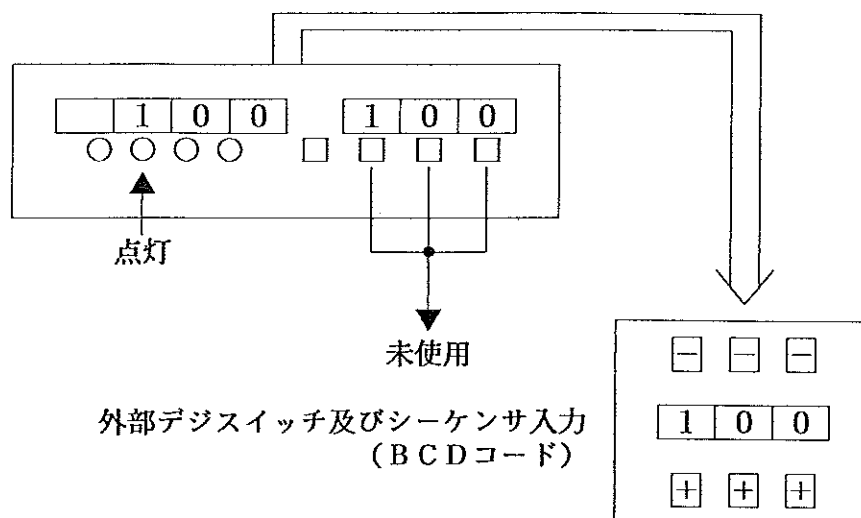 1 0 0 1 0 0
点灯
未使用
外部デジスイッチ及びシーケンサ入力
(BCDコード)
− − −
1 0 0
+ + +